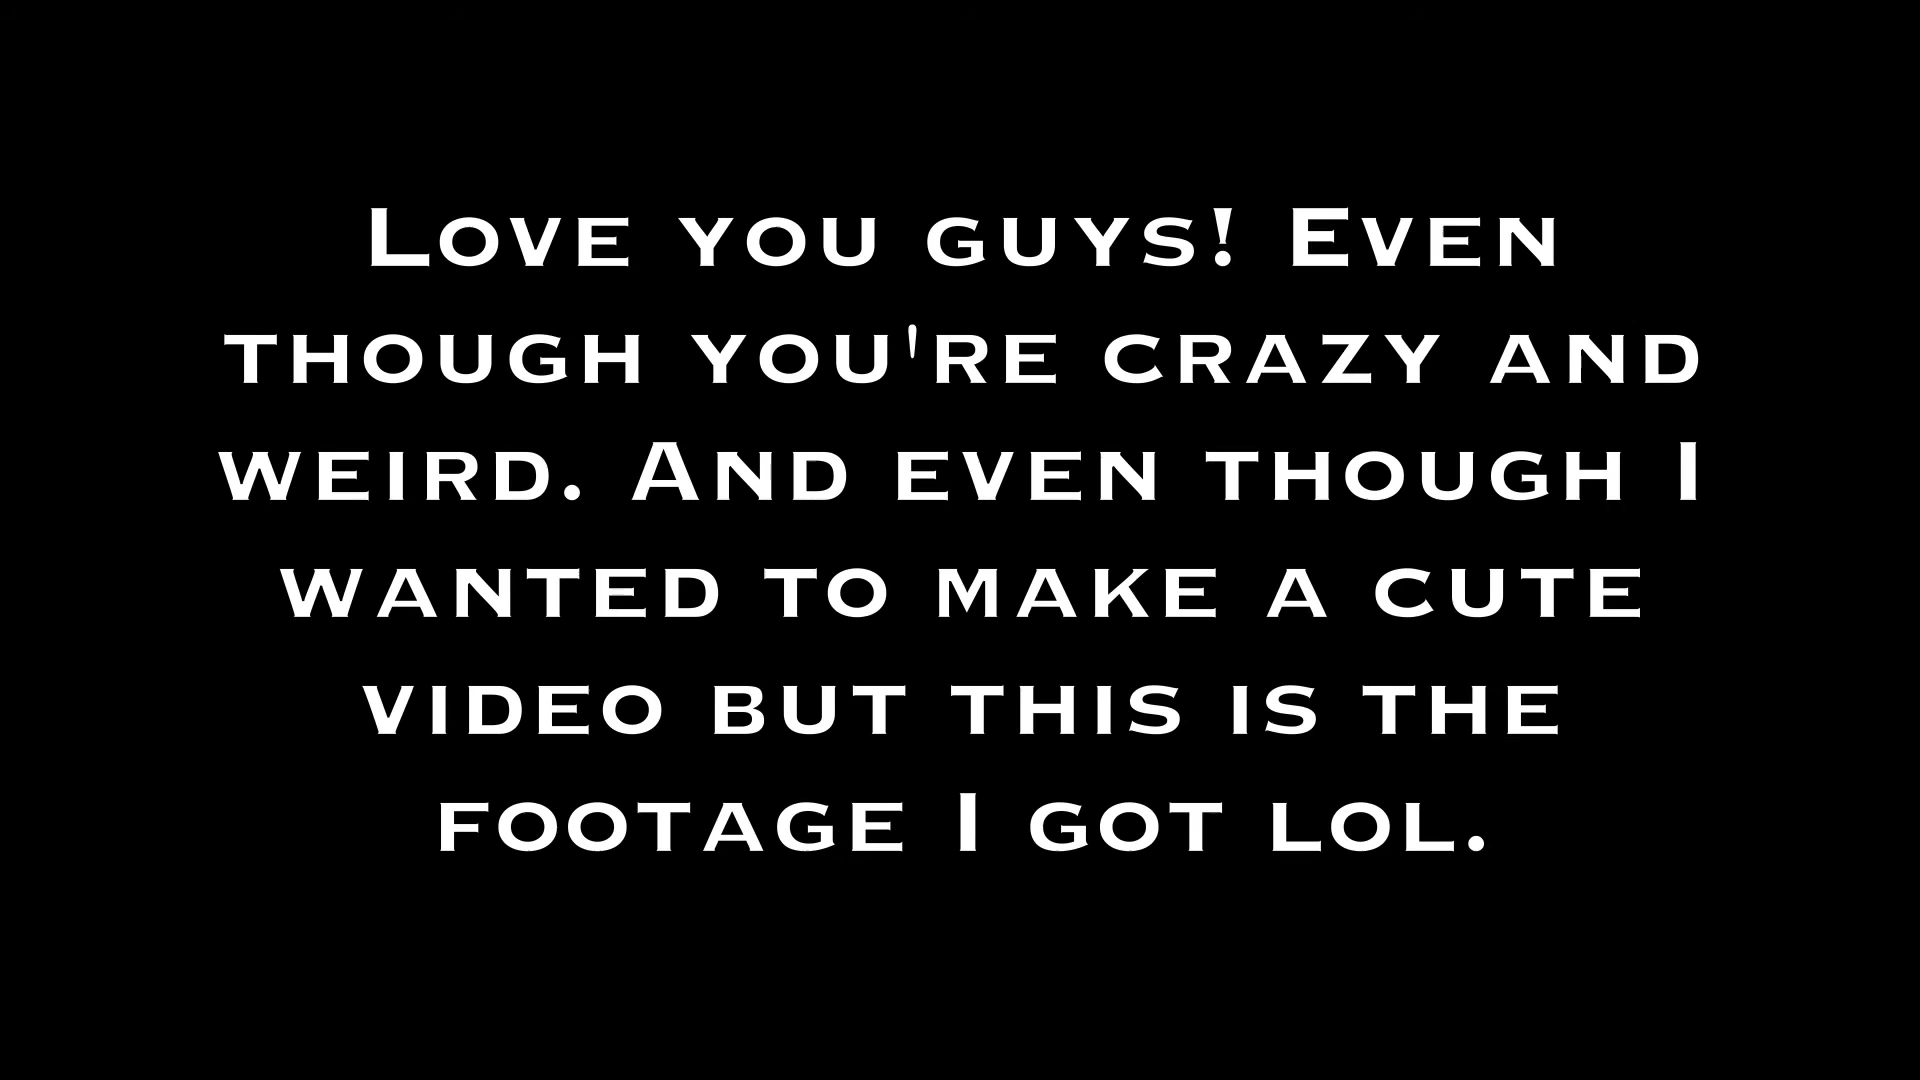 Love you guys! Even
though you're crazy and
weird. And even though I
wanted to make a cute
video but this is the
footage I got lol.